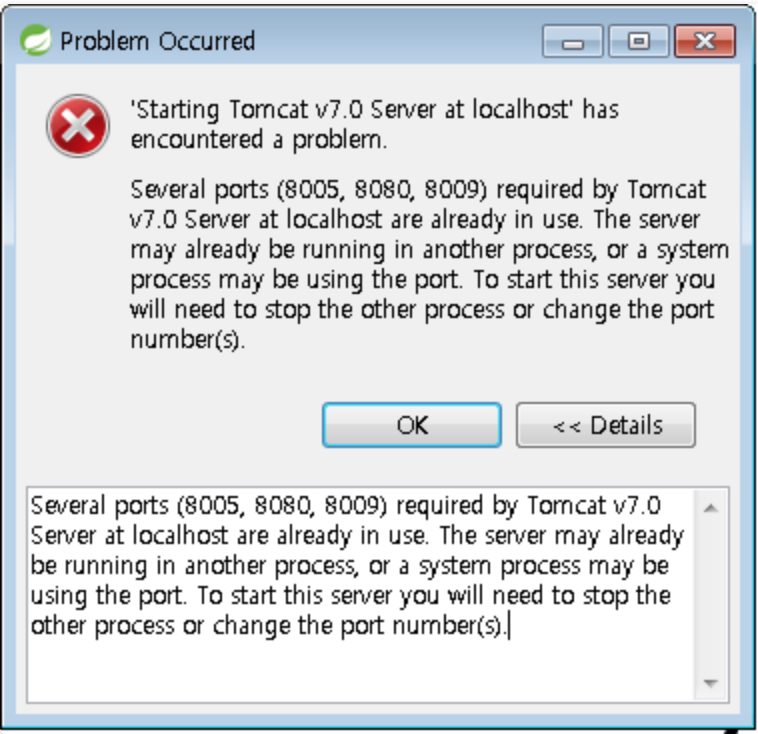 Problem Occurred
'Starting Tomcat v7.0 Server at localhost' has
encountered a problem.
Several ports (8005, 8080, 8009) required by Tomcat
v7.0 Server at localhost are already in use. The server
may already be running in another process, or a system
process may be using the port. To start this server you
will need to stop the other process or change the port
number(s).
OK
<< Details
Several ports (8005, 8080, 8009) required by Tomcat v7.0
Server at localhost are already in use. The server may already
be running in another process, or a system process may be
using the port. To start this server you will need to stop the
other process or change the port number(s).